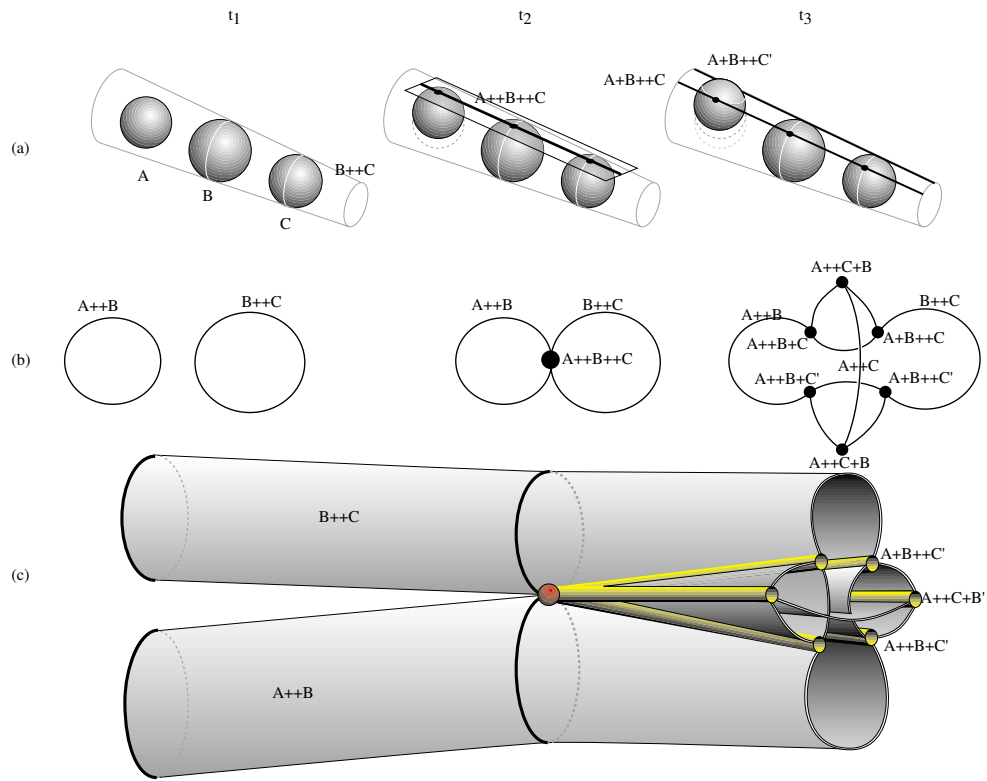 t1 t2 t3
(a)
A
B
C
B++C
A++B++C
A+B++C
A+B++C'
(b)
A++B
B++C
A++B
B++C
A++B++C
A++C+B
A++B
B++C
A++B+C
A+B++C
A++C
A++B+C'
A+B++C'
A++C+B
(c)
B++C
A++B
A+B++C'
A++C+B'
A++B+C'